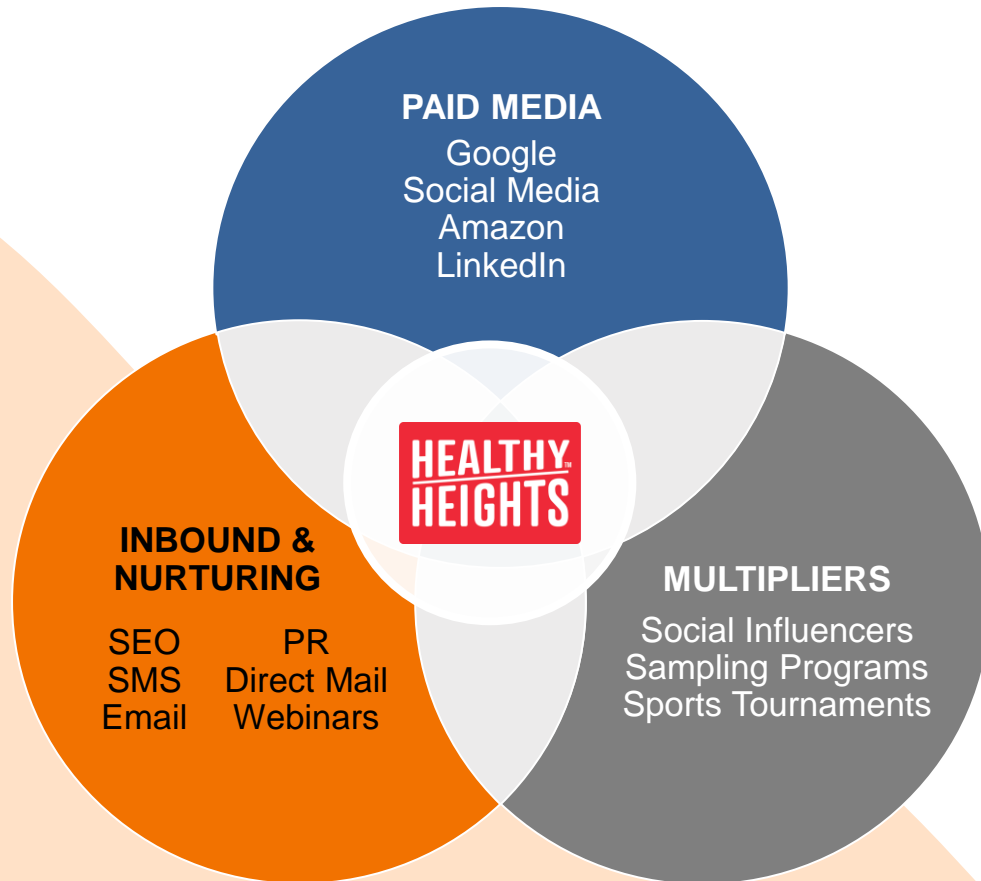 PAID MEDIA
Google
Social Media
Amazon
LinkedIn
HEALTHY™
HEIGHTS
INBOUND &
NURTURING
SEO PR
SMS Direct Mail
Email Webinars
MULTIPLIERS
Social Influencers
Sampling Programs
Sports Tournaments